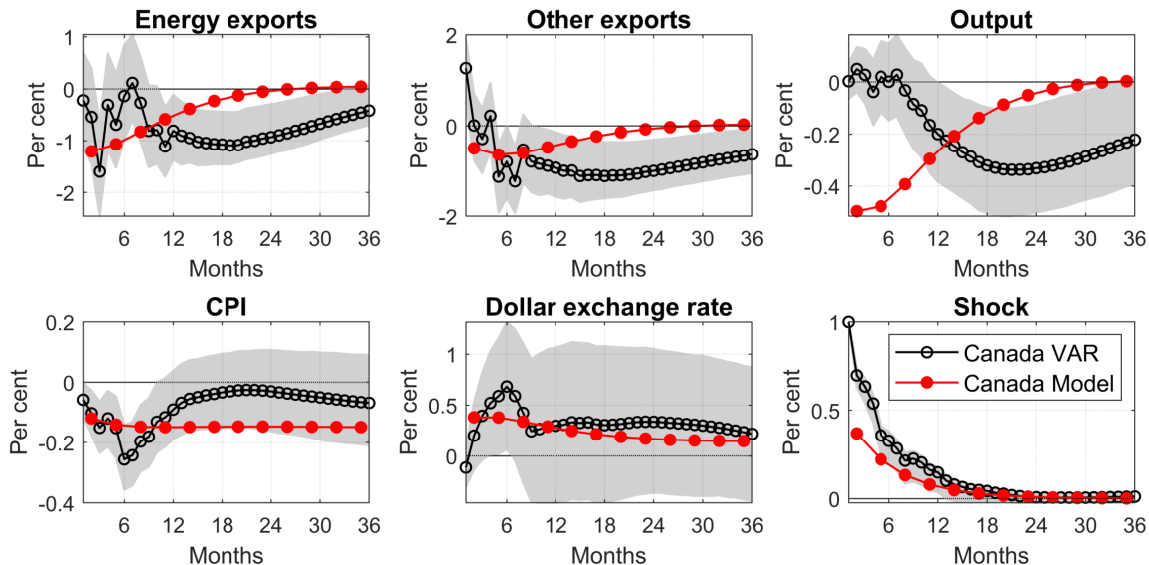 Energy exports
Other exports
Output
Per cent
1
0
-1
-2
6 12 18 24 30 36
Months
Per cent
2
0
-2
6 12 18 24 30 36
Months
Per cent
0
-0.2
-0.4
6 12 18 24 30 36
Months
CPI
Dollar exchange rate
Shock
Per cent
0.2
0
-0.2
-0.4
6 12 18 24 30 36
Months
Per cent
1
0.5
0
6 12 18 24 30 36
Months
Per cent
1
0.5
0
Canada VAR
Canada Model
6 12 18 24 30 36
Months